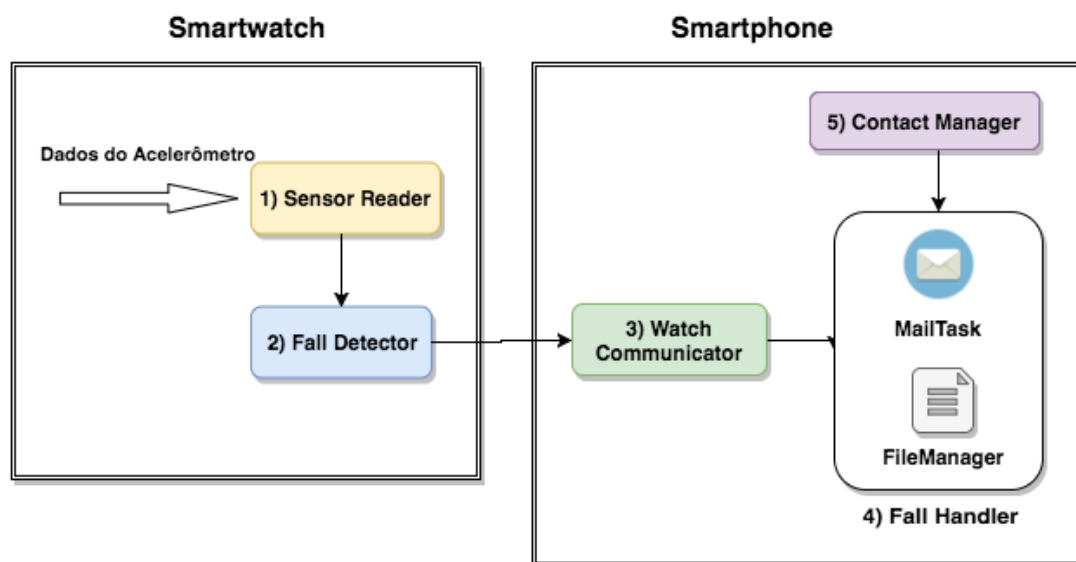 Smartwatch
Smartphone
Dados do Acelerômetro
1) Sensor Reader
2) Fall Detector
3) Watch
Communicator
5) Contact Manager
MailTask
FileManager
4) Fall Handler